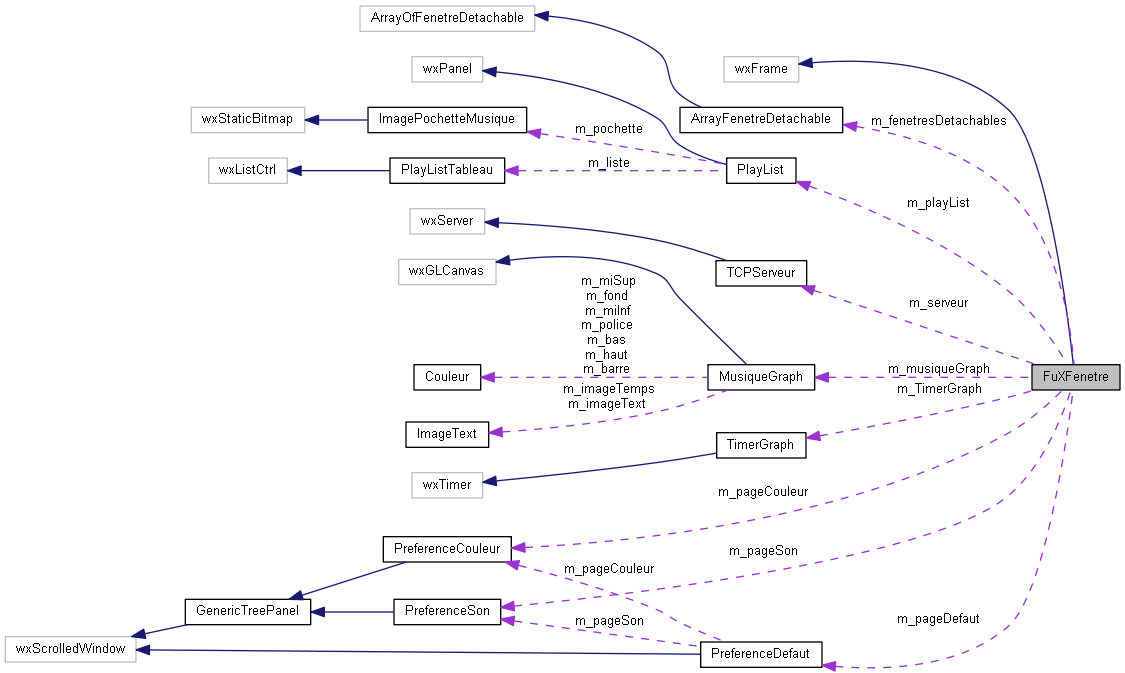 ArrayOfFenetreDetachable
wxPanel
wxFrame
wxStaticBitmap
ImagePochetteMusique
ArrayFenetreDetachable
m_fenetresDetachables
m_pochette
wxListCtrl
PlayListTableau
m_liste
PlayList
m_playList
wxServer
wxGLCanvas
TCPServeur
m_miSup
m_fond
m_miInf
m_police
m_bas
m_haut
m_barre
m_serveur
Couleur
MusiqueGraph
m_musiqueGraph
FuXFenetre
m_imageTemps
m_imageText
m_TimerGraph
ImageText
TimerGraph
wxTimer
m_pageCouleur
PreferenceCouleur
m_pageSon
m_pageCouleur
GenericTreePanel
PreferenceSon
m_pageSon
m_pageDefaut
wxScrolledWindow
PreferenceDefaut